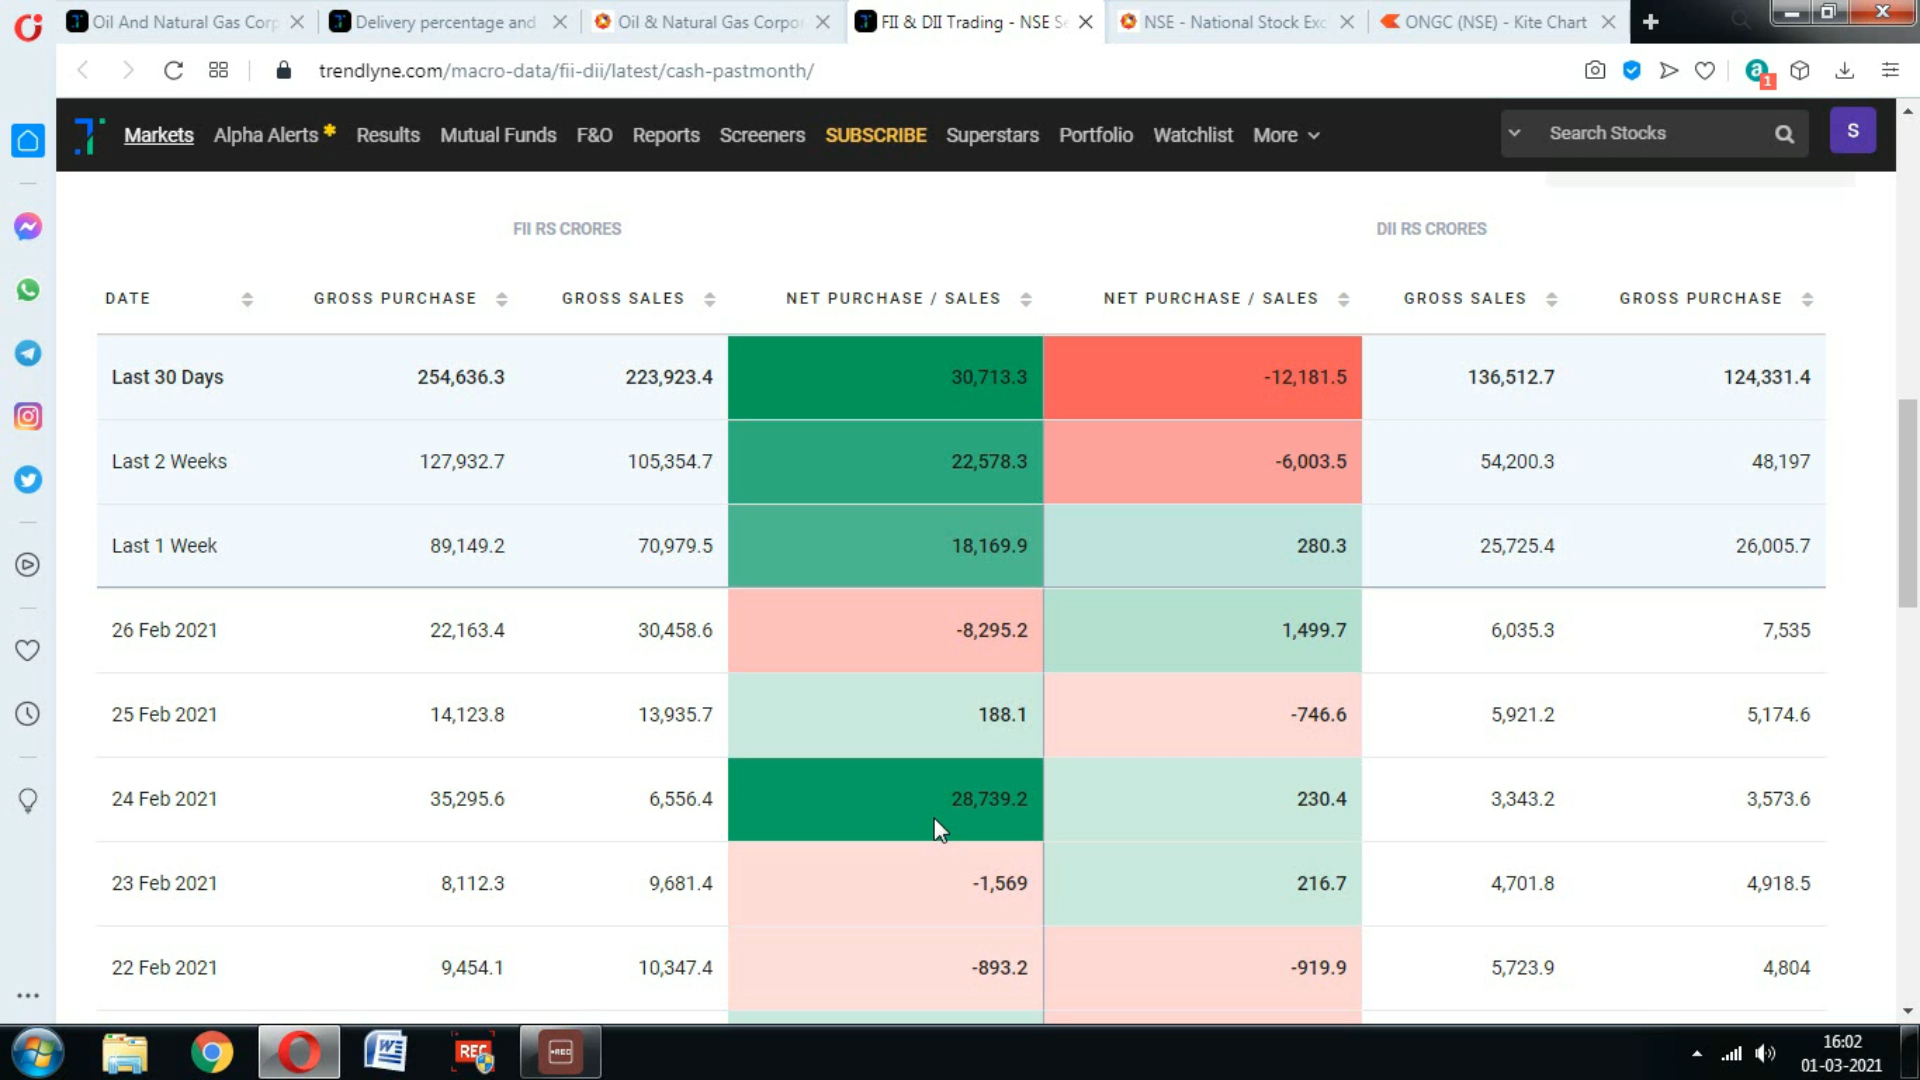 Oil And Natural Gas Corp
Delivery percentage and
Oil & Natural Gas Corpor
FII & DII Trading - NSE Se
NSE - National Stock Exc
ONGC (NSE) - Kite Chart
trendlyne.com/macro-data/fii-dii/latest/cash-pastmonth/
a
1
Markets Alpha Alerts Results Mutual Funds F&O Reports Screeners SUBSCRIBE Superstars Portfolio Watchlist More Search Stocks S
FII RS CRORES DII RS CRORES
DATE GROSS PURCHASE GROSS SALES NET PURCHASE / SALES NET PURCHASE / SALES GROSS SALES GROSS PURCHASE
Last 30 Days 254,636.3 223,923.4 30,713.3 -12,181.5 136,512.7 124,331.4
Last 2 Weeks 127,932.7 105,354.7 22,578.3 -6,003.5 54,200.3 48,197
Last 1 Week 89,149.2 70,979.5 18,169.9 280.3 25,725.4 26,005.7
26 Feb 2021 22,163.4 30,458.6 -8,295.2 1,499.7 6,035.3 7,535
25 Feb 2021 14,123.8 13,935.7 188.1 -746.6 5,921.2 5,174.6
24 Feb 2021 35,295.6 6,556.4 28,739.2 230.4 3,343.2 3,573.6
23 Feb 2021 8,112.3 9,681.4 -1,569 216.7 4,701.8 4,918.5
22 Feb 2021 9,454.1 10,347.4 -893.2 -919.9 5,723.9 4,804
REC
REC
16:02
01-03-2021